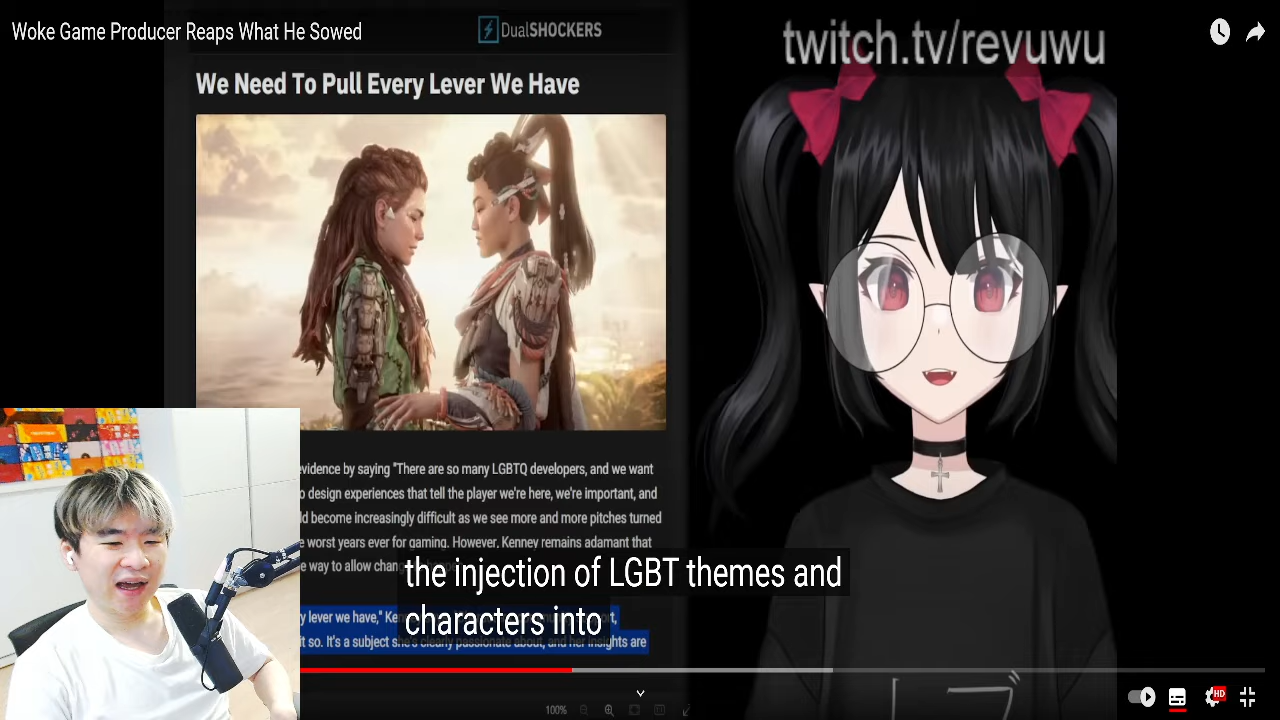 Woke Game Producer Reaps What He Sowed
DualSHOCKERS
twitch.tv/revuwu
We Need To Pull Every Lever We Have
evidence by saying "There are so many LGBTQ developers, and we want
design experiences that tell the player we're here, we're important, and
become increasingly difficult as we see more and more pitches turned
worst years ever for gaming. However, Kenney remains adamant that
way to allow
the injection of LGBT themes and
characters into
lever we have,"
so. It's a subject she's clearly passionate about, and her insights are
HD
100%